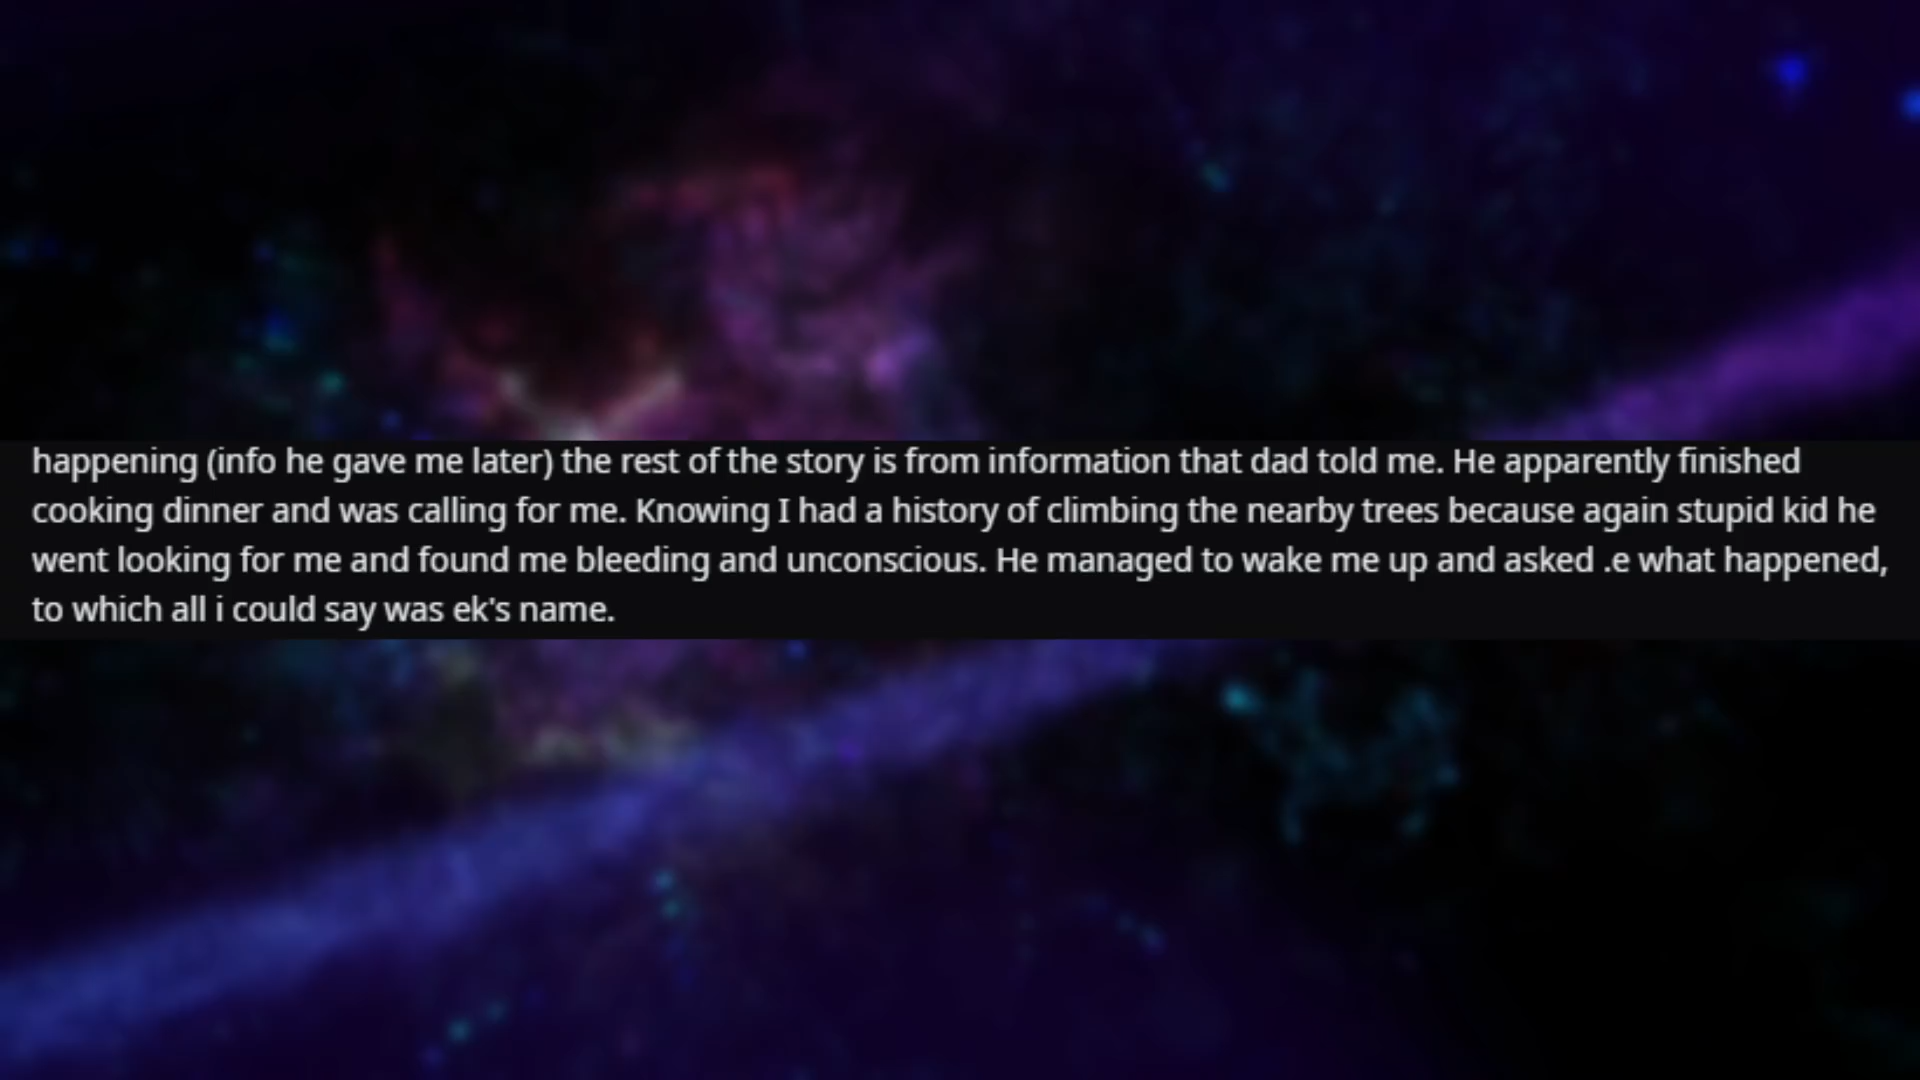 happening (info he gave me later) the rest of the story is from information that dad told me. He apparently finished
cooking dinner and was calling for me. Knowing I had a history of climbing the nearby trees because again stupid kid he
went looking for me and found me bleeding and unconscious. He managed to wake me up and asked .e what happened,
to which all i could say was ek's name.